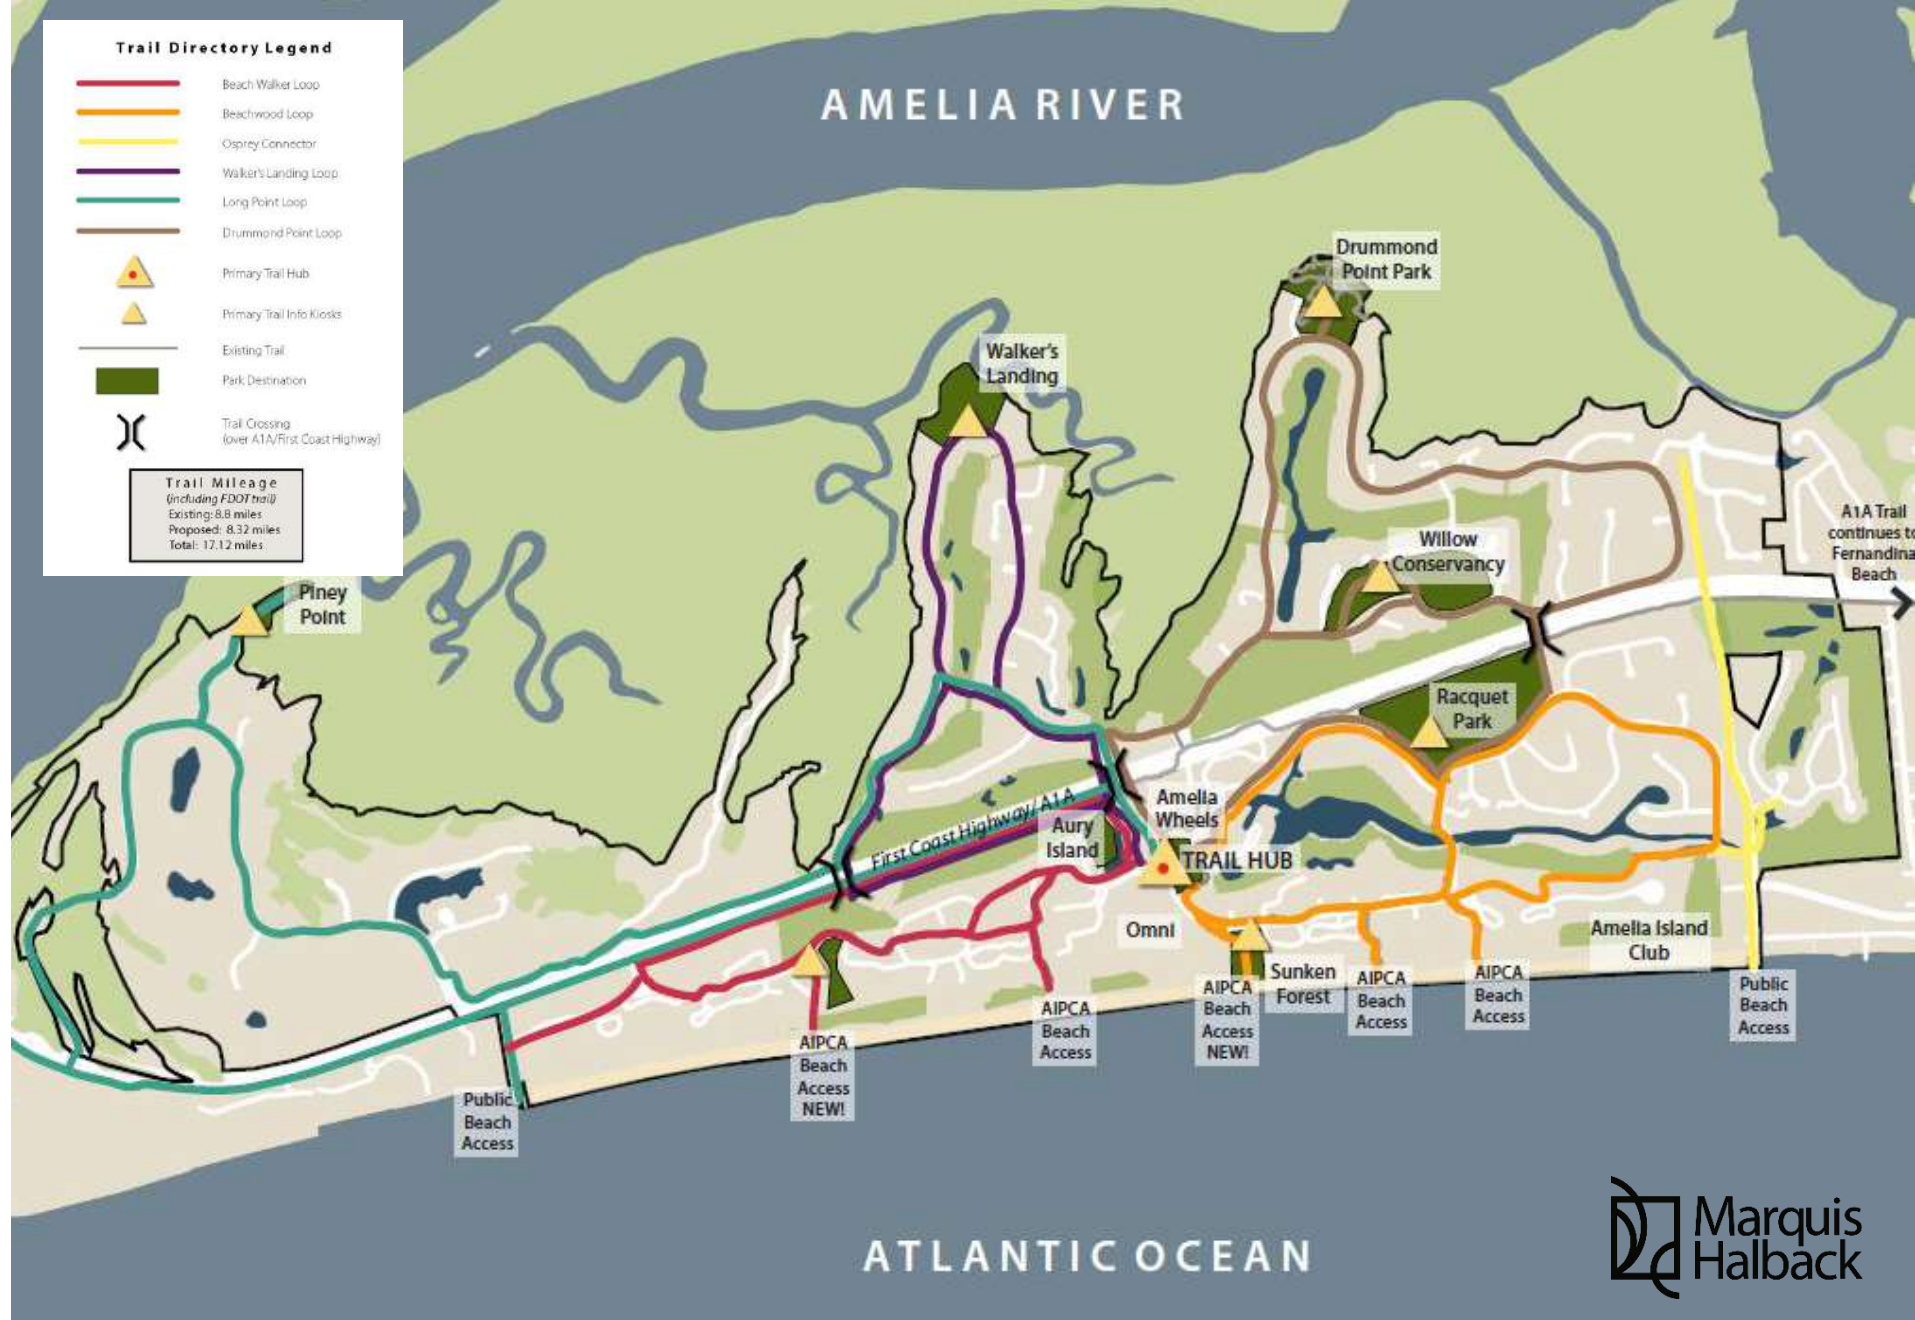 Trail Directory Legend
Beach Walker Loop
Beachwood Loop
Osprey Connector
Walker's Landing Loop
Long Point Loop
Drummond Point Loop
Primary Trail Hub
Primary Trail Info Kiosks
Existing Trail
Park Destination
Trail Crossing
(over A1A/First Coast Highway)
Trail Mileage
(including FDOT trail)
Existing: 8.8 miles
Proposed: 8.32 miles
Total: 17.12 miles
AMELIA RIVER
Drummond
Point Park
Walker's
Landing
Willow
Conservancy
A1A Trail
continues to
Fernandina
Beach
Piney
Point
Racquet
Park
First Coast Highway/A1A
Aury
Island
Amelia
Wheels
TRAIL HUB
Omni
Sunken
Forest
Amelia Island
Club
Public
Beach
Access
AIPCA
Beach
Access
NEW!
AIPCA
Beach
Access
AIPCA
Beach
Access
NEW!
AIPCA
Beach
Access
AIPCA
Beach
Access
Public
Beach
Access
ATLANTIC OCEAN
Marquis
Halback